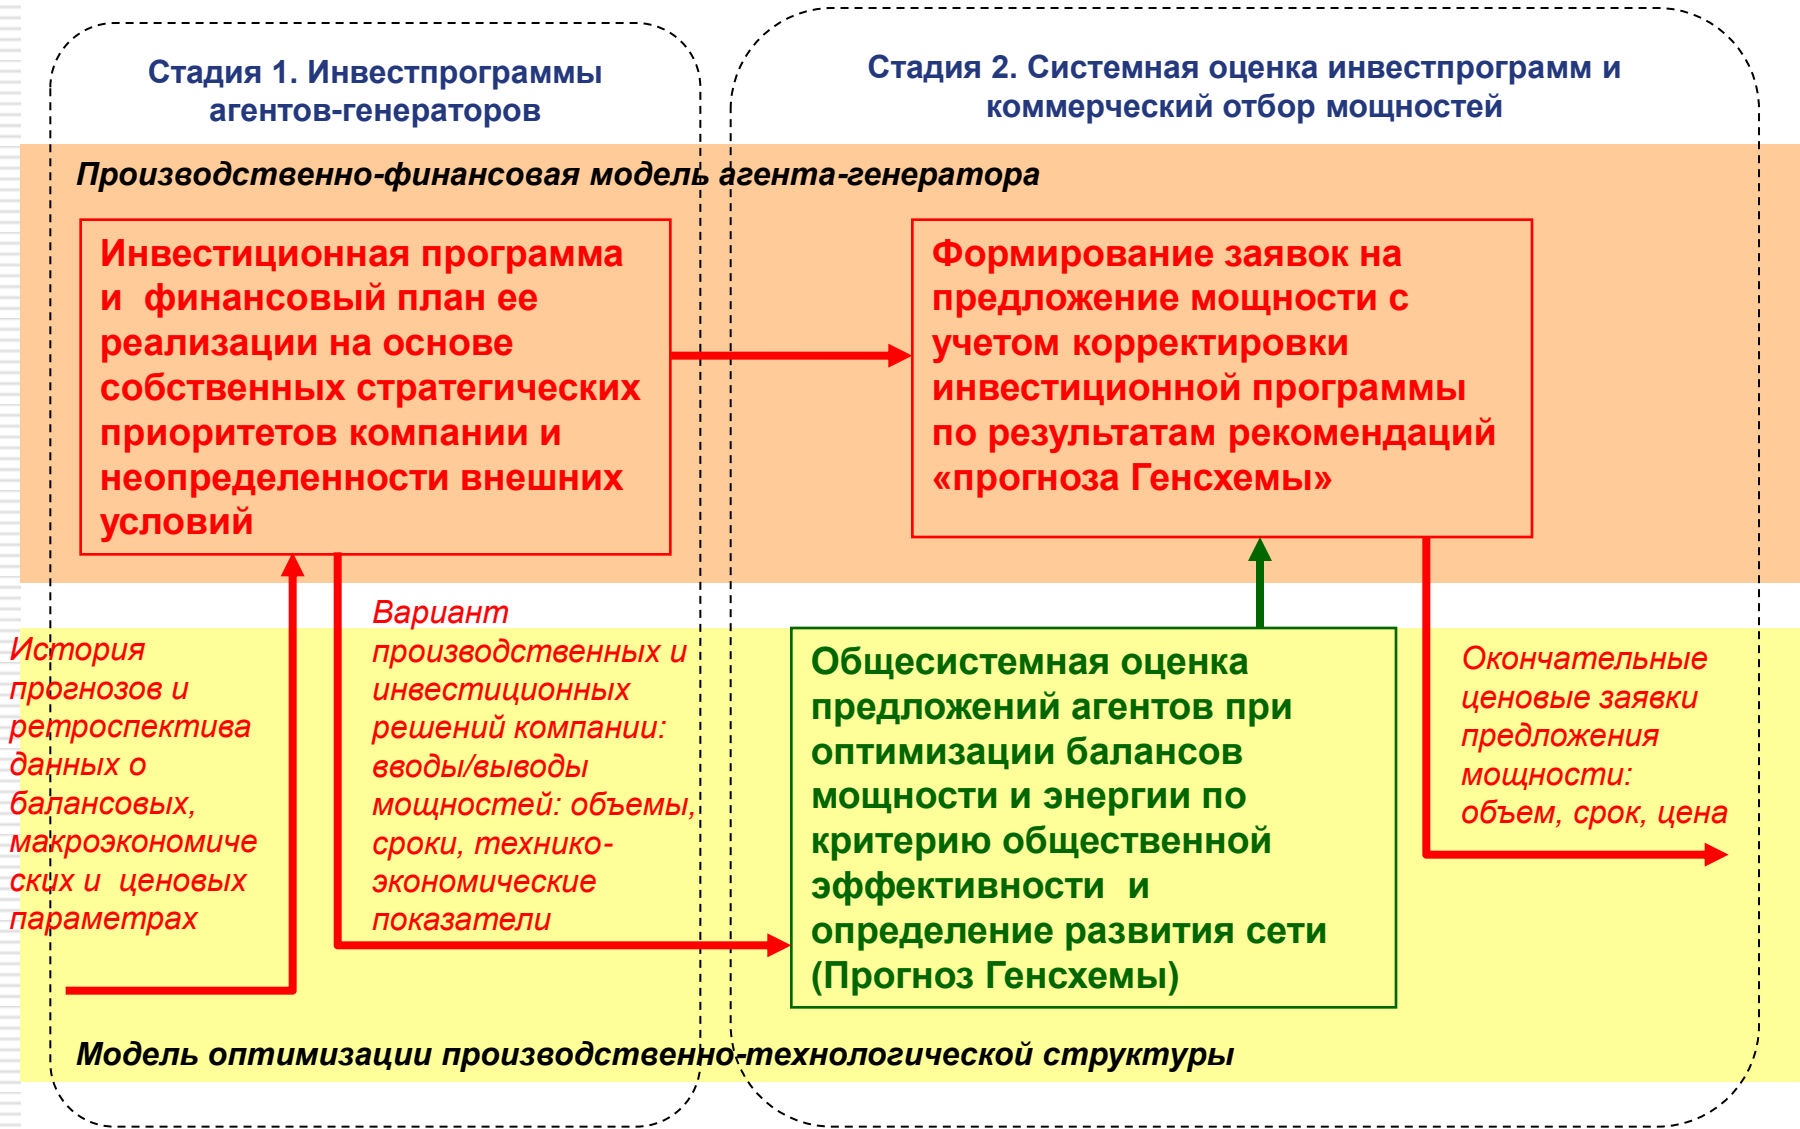 Стадия 1. Инвестпрограммы
агентов-генераторов
Стадия 2. Системная оценка инвестпрограмм и
коммерческий отбор мощностей
Производственно-финансовая модель агента-генератора
Инвестиционная программа
и финансовый план ее
реализации на основе
собственных стратегических
приоритетов компании и
неопределенности внешних
условий
Формирование заявок на
предложение мощности с
учетом корректировки
инвестиционной программы
по результатам рекомендаций
«прогноза Генсхемы»
История
прогнозов и
ретроспектива
данных о
балансовых,
макроэкономиче
ских и ценовых
параметрах
Вариант
производственных и
инвестиционных
решений компании:
вводы/выводы
мощностей: объемы,
сроки, технико-
экономические
показатели
Общесистемная оценка
предложений агентов при
оптимизации балансов
мощности и энергии по
критерию общественной
эффективности и
определение развития сети
(Прогноз Генсхемы)
Окончательные
ценовые заявки
предложения
мощности:
объем, срок, цена
Модель оптимизации производственно-технологической структуры